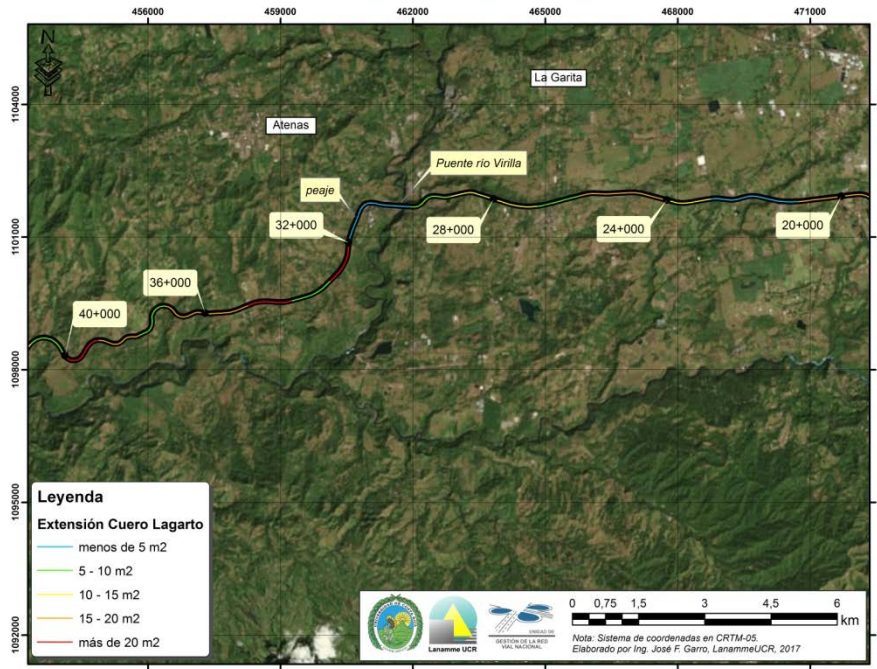 456000
459000
462000
465000
468000
471000
N
1104000
1101000
1098000
1095000
1092000
La Garita
Atenas
Puente río Virilla
peaje
32+000
28+000
24+000
20+000
36+000
40+000
Leyenda
Extensión Cuero Lagarto
menos de 5 m2
5 - 10 m2
10 - 15 m2
15 - 20 m2
más de 20 m2
Lanamme UCR
UNIDAD DE
GESTIÓN DE LA RED
VIAL NACIONAL
0 0,75 1,5 3 4,5 6
km
Nota: Sistema de coordenadas en CRTM-05.
Elaborado por Ing. José F. Garro, LanammeUCR, 2017